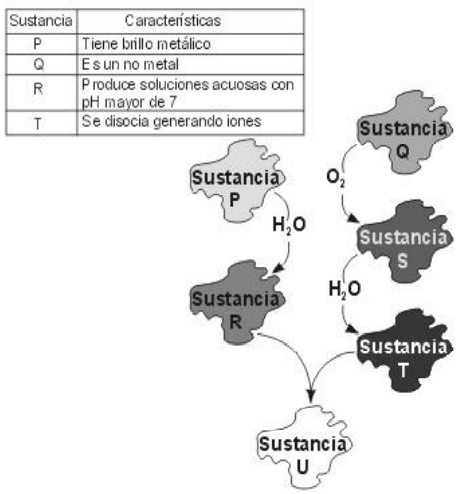 Sustancia Características
P Tiene brillo metálico
Q Es un no metal
R Produce soluciones acuosas con
pH mayor de 7
T Se disocia generando iones
Sustancia
Q
Sustancia
P
O₂
H₂O
Sustancia
S
Sustancia
R
H₂O
Sustancia
T
Sustancia
U